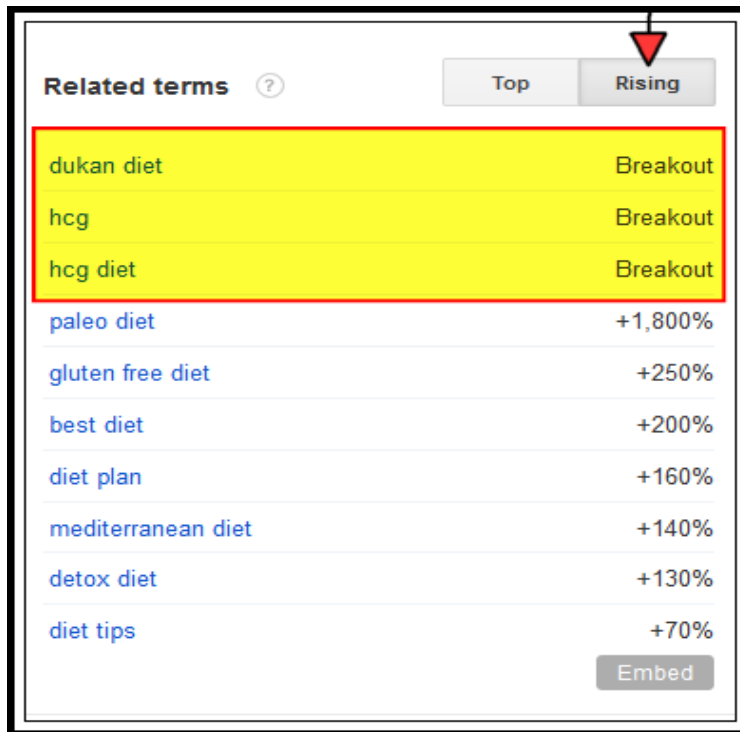 Related terms ? Top Rising
dukan diet Breakout
hcg Breakout
hcg diet Breakout
paleo diet +1,800%
gluten free diet +250%
best diet +200%
diet plan +160%
mediterranean diet +140%
detox diet +130%
diet tips +70%
Embed